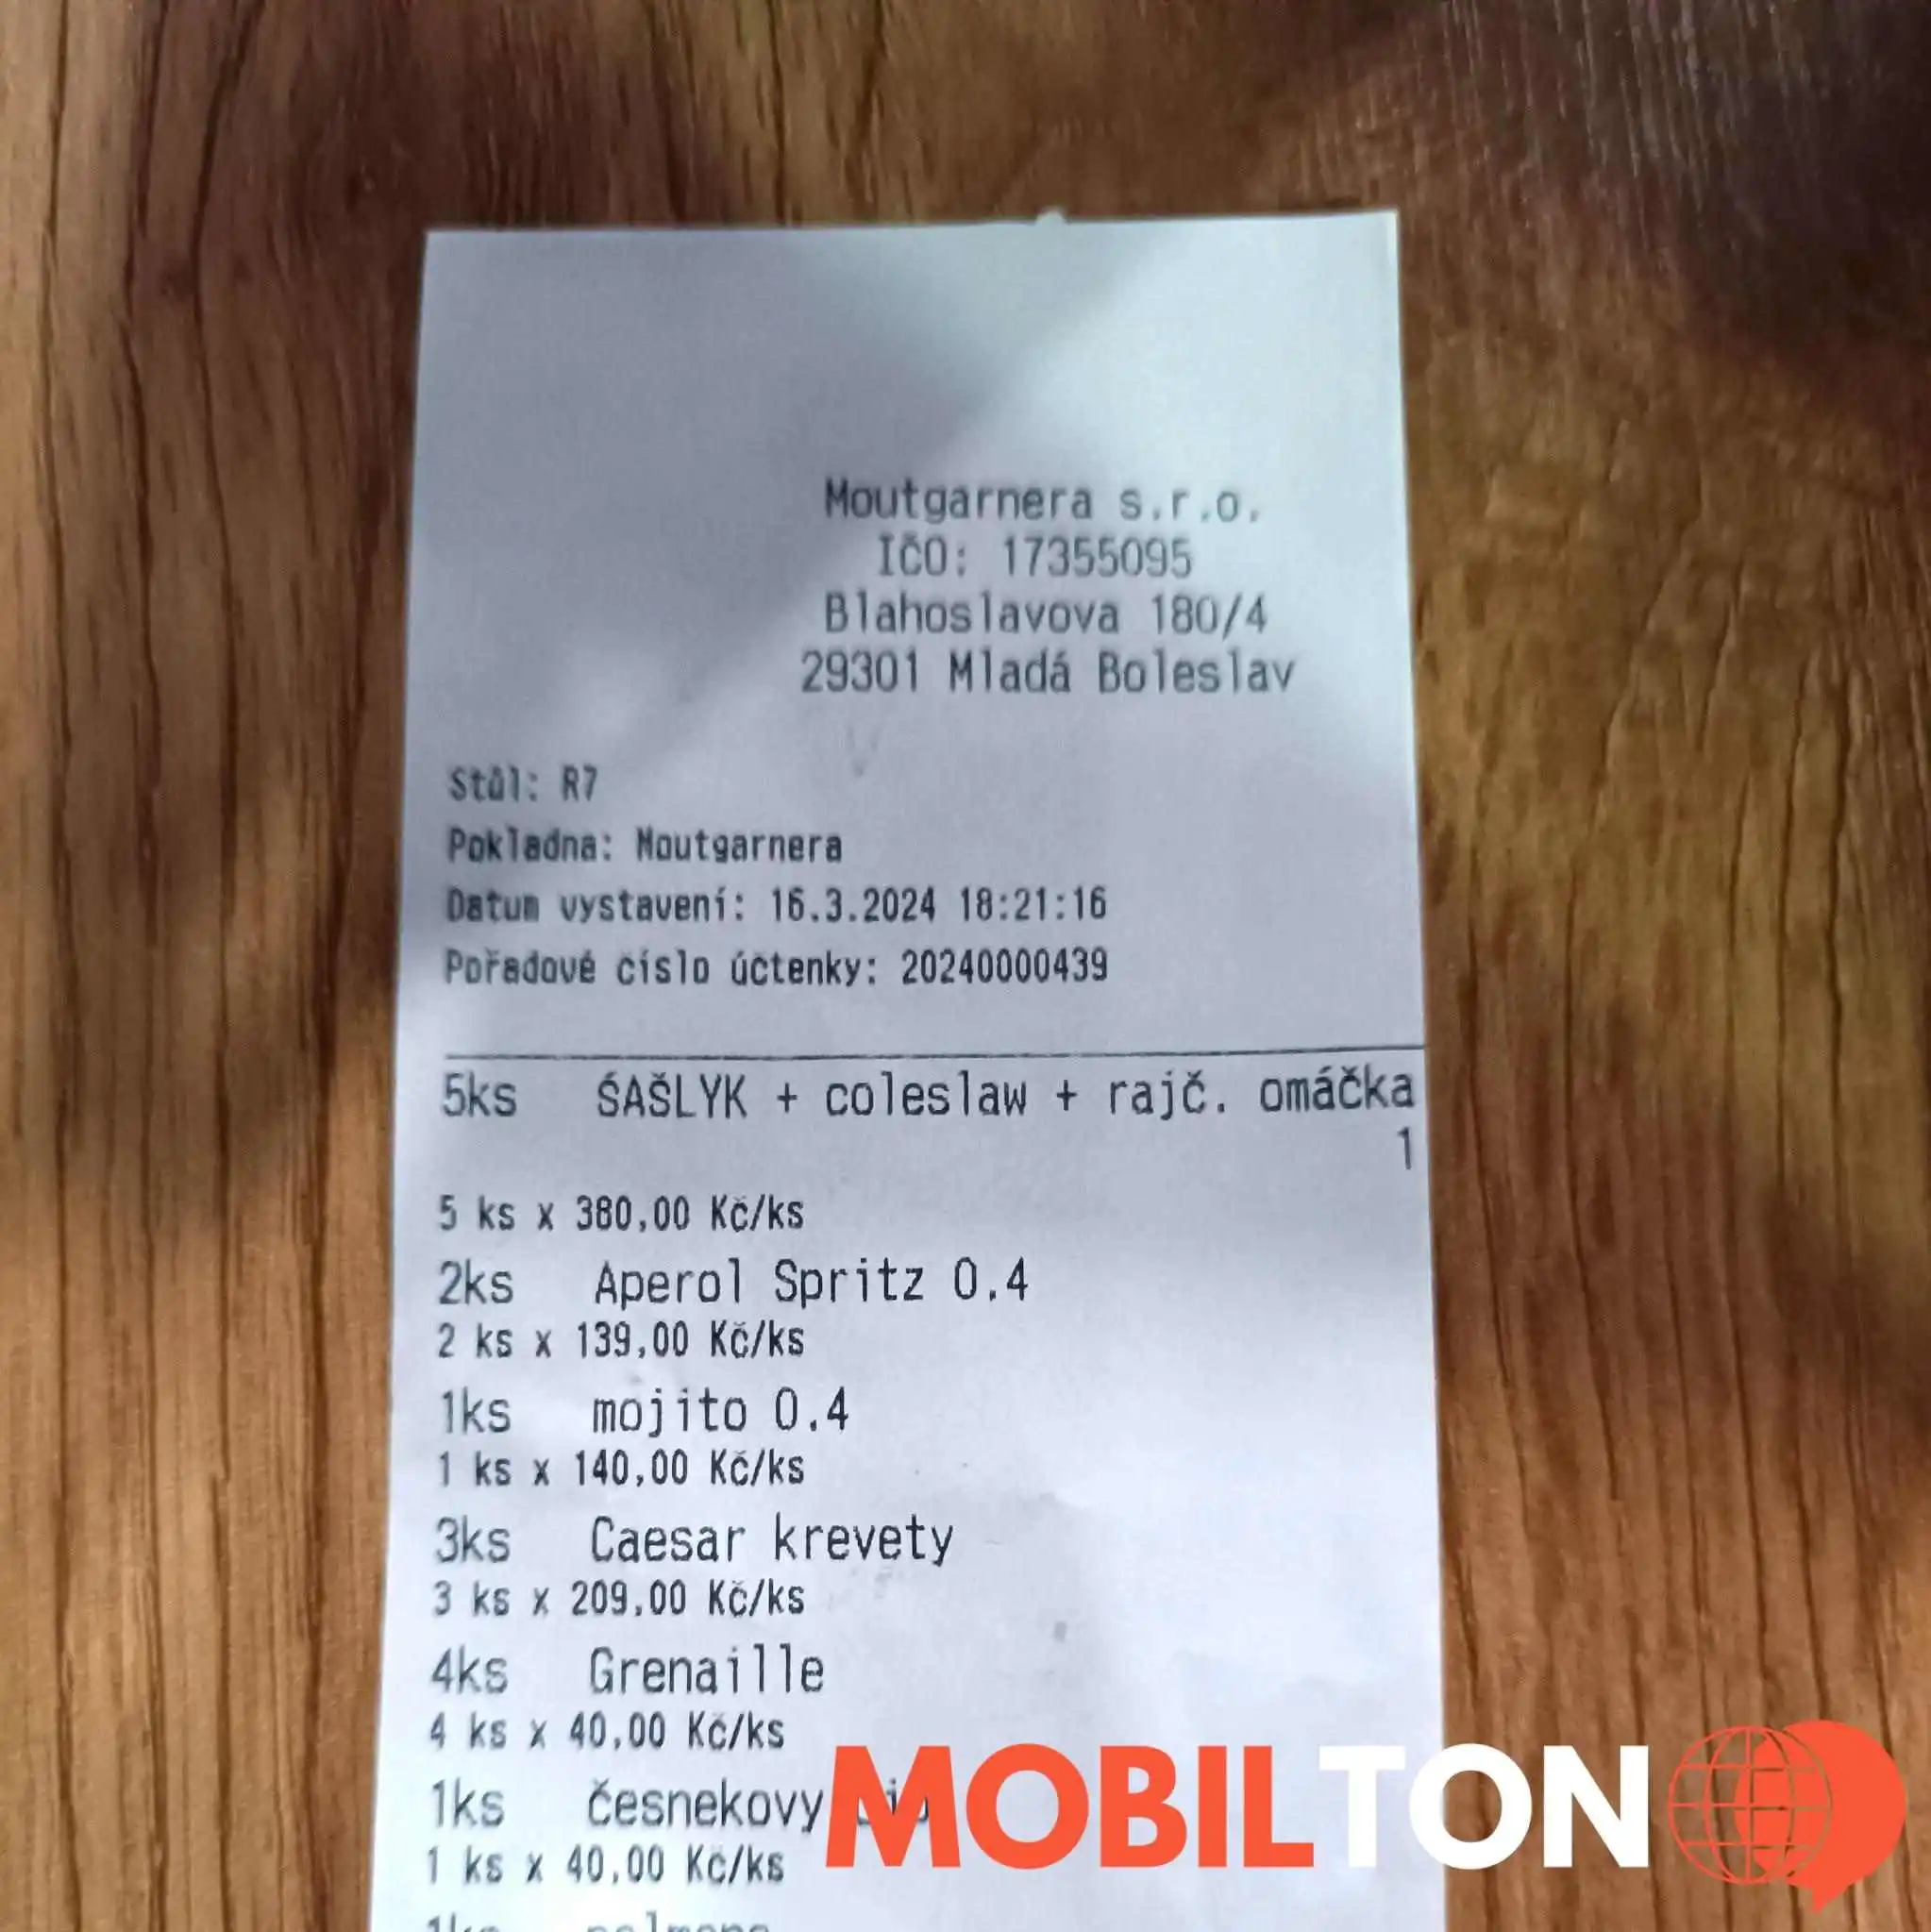 Moutgarnera s.r.o.
IČO: 17355095
Blahoslavova 180/4
29301 Mladá Boleslav
Stůl: R7
Pokladna: Moutgarnera
Datum vystavení: 16.3.2024 18:21:16
Pořadové číslo účtenky: 20240000439
5ks ŠAŠLYK + coleslaw + rajč. omáčka
1
5 ks x 380,00 Kč/ks
2ks Aperol Spritz 0.4
2 ks x 139,00 Kč/ks
1ks mojito 0.4
1 ks x 140,00 Kč/ks
3ks Caesar krevety
3 ks x 209,00 Kč/ks
4ks Grenaille
4 ks x 40,00 Kč/ks
1ks česnekovy
1 ks x 40,00 Kč/ks
MOBILTON